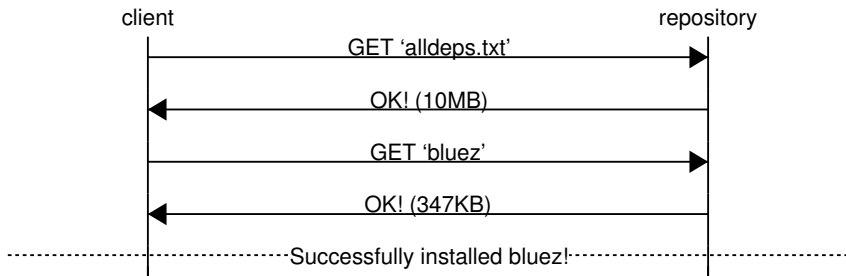 client
repository
GET ‘alldeps.txt’
OK! (10MB)
GET ‘bluez’
OK! (347KB)
Successfully installed bluez!